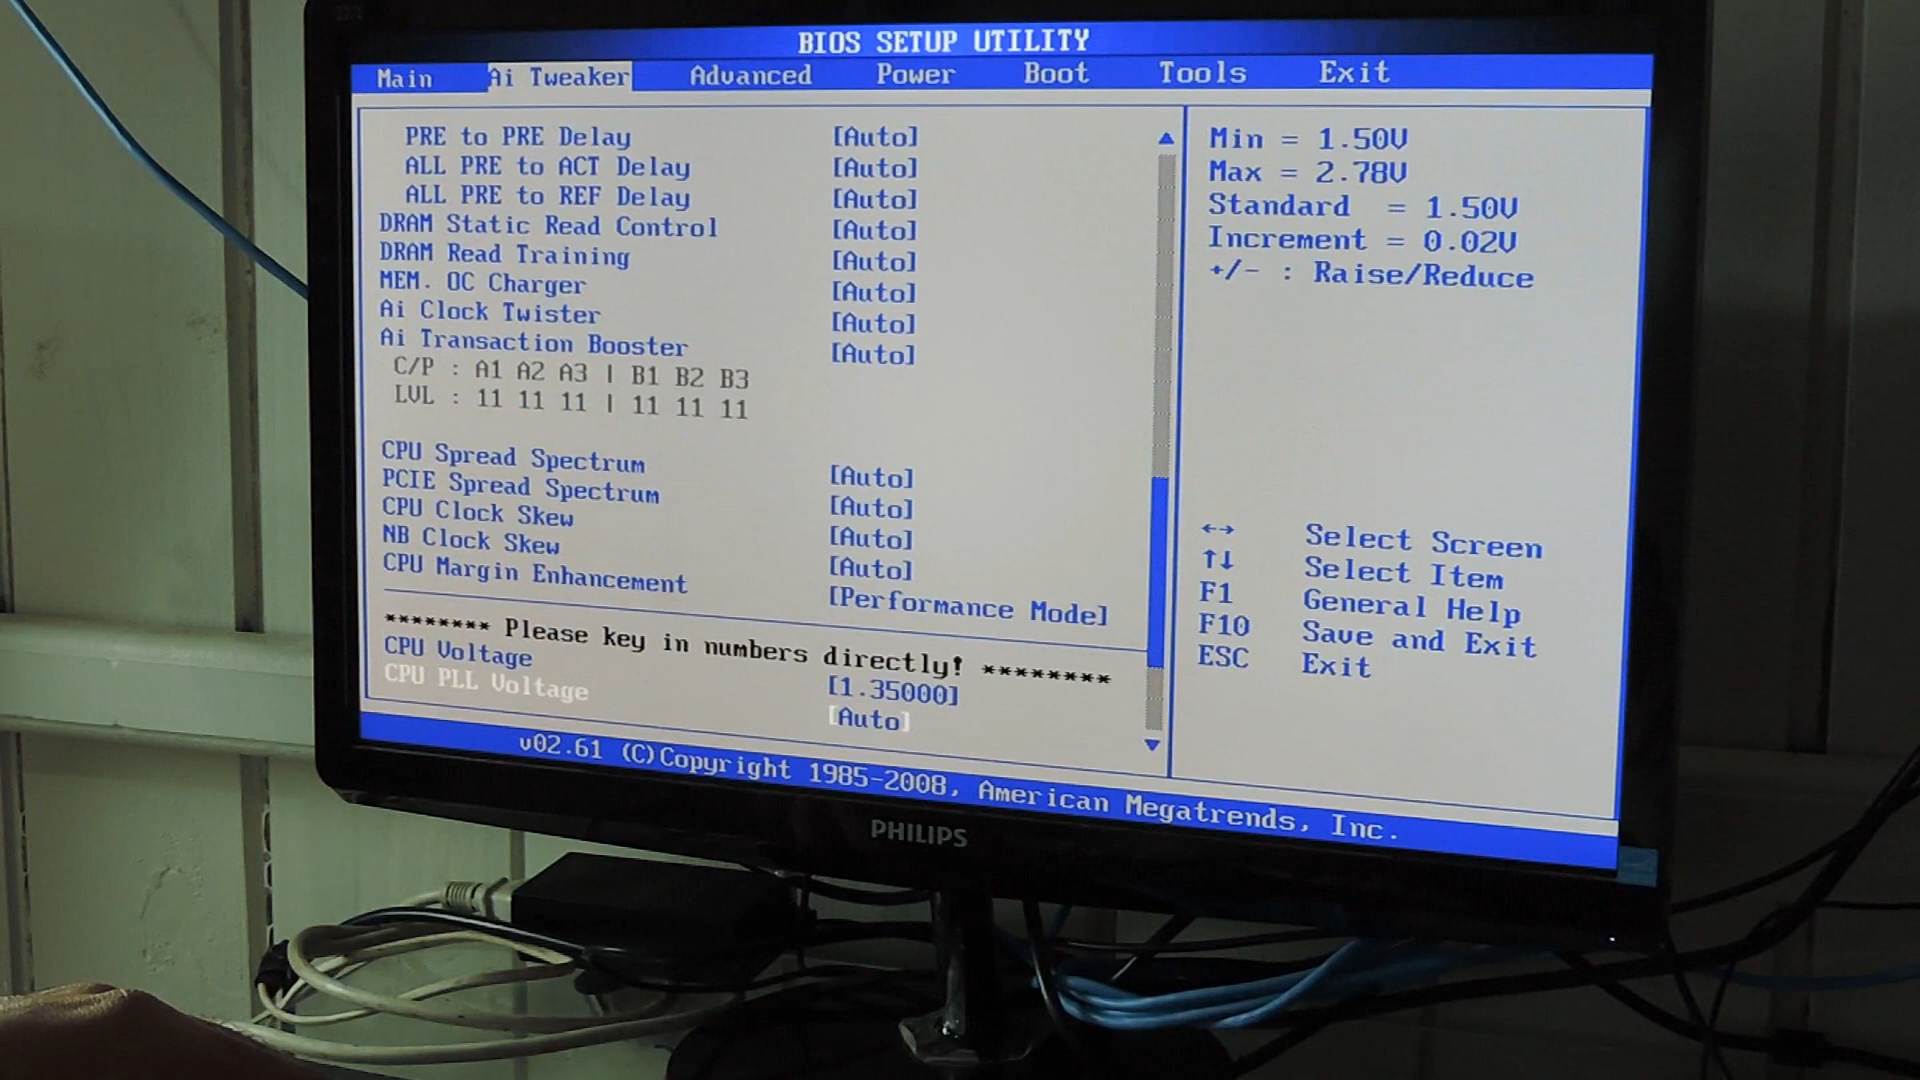 BIOS SETUP UTILITY
Main Ai Tweaker Advanced Power Boot Tools Exit
PRE to PRE Delay [Auto]
ALL PRE to ACT Delay [Auto]
ALL PRE to REF Delay [Auto]
DRAM Static Read Control [Auto]
DRAM Read Training [Auto]
MEM. OC Charger [Auto]
Ai Clock Twister [Auto]
Ai Transaction Booster [Auto]
C/P : A1 A2 A3 | B1 B2 B3
LVL : 11 11 11 | 11 11 11
CPU Spread Spectrum [Auto]
PCIE Spread Spectrum [Auto]
CPU Clock Skew [Auto]
NB Clock Skew [Auto]
CPU Margin Enhancement [Performance Mode]
******** Please key in numbers directly! ********
CPU Voltage [1.35000]
CPU PLL Voltage [Auto]
Min = 1.50V
Max = 2.78V
Standard = 1.50V
Increment = 0.02V
+/- : Raise/Reduce
←→ Select Screen
↑↓ Select Item
F1 General Help
F10 Save and Exit
ESC Exit
v02.61 (C)Copyright 1985-2008, American Megatrends, Inc.
PHILIPS